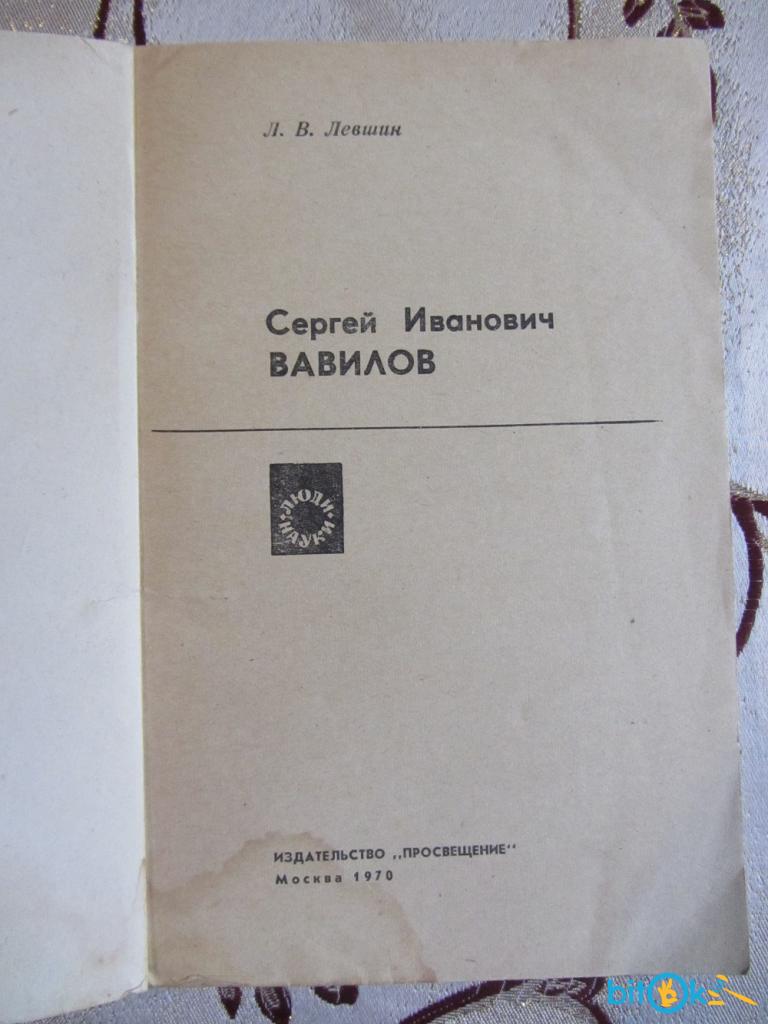 Л. В. Левшин
Сергей Иванович
ВАВИЛОВ
ЛЮДИ
НАУКИ
ИЗДАТЕЛЬСТВО „ПРОСВЕЩЕНИЕ"
Москва 1970
bitOk